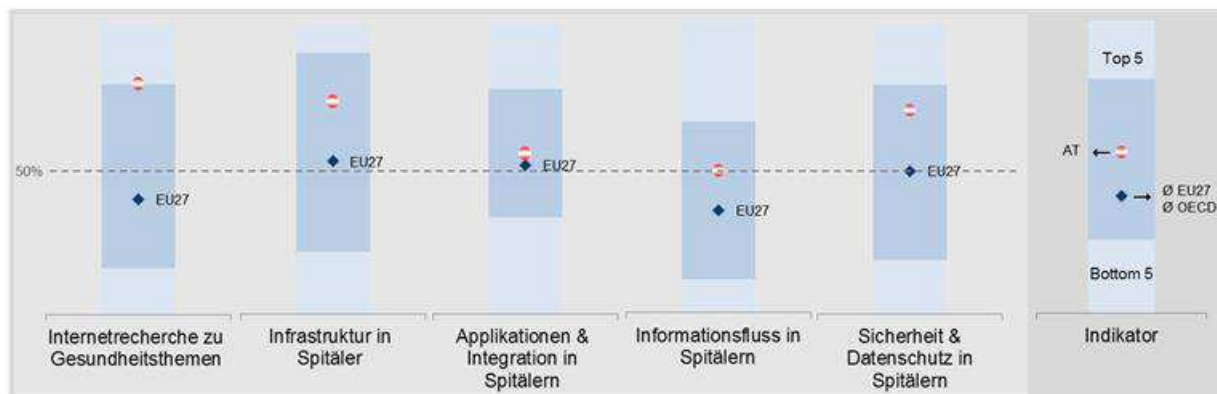 Top 5
50%
EU27
EU27
EU27
EU27
EU27
AT
Ø EU27
Ø OECD
Bottom 5
Internetrecherche zu
Gesundheitsthemen
Infrastruktur in
Spitäler
Applikationen &
Integration in
Spitälern
Informationsfluss in
Spitälern
Sicherheit &
Datenschutz in
Spitälern
Indikator